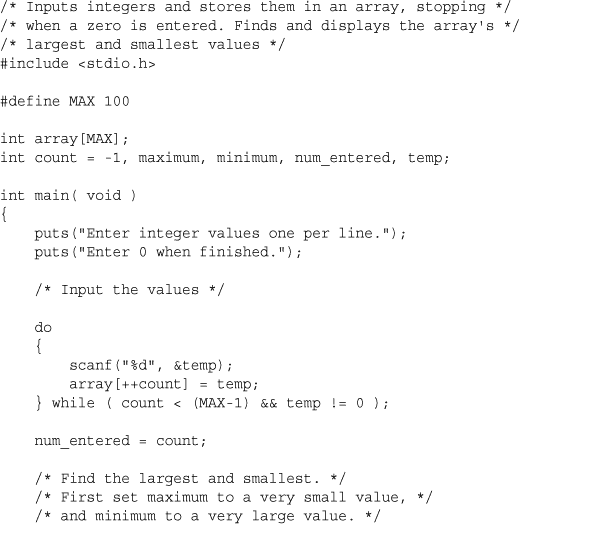 /* Inputs integers and stores them in an array, stopping */
/* when a zero is entered. Finds and displays the array's */
/* largest and smallest values */
#include <stdio.h>

#define MAX 100

int array[MAX];
int count = -1, maximum, minimum, num_entered, temp;

int main( void )
{
    puts("Enter integer values one per line.");
    puts("Enter 0 when finished.");

    /* Input the values */

    do
    {
        scanf("%d", &temp);
        array[++count] = temp;
    } while ( count < (MAX-1) && temp != 0 );

    num_entered = count;

    /* Find the largest and smallest. */
    /* First set maximum to a very small value, */
    /* and minimum to a very large value. */